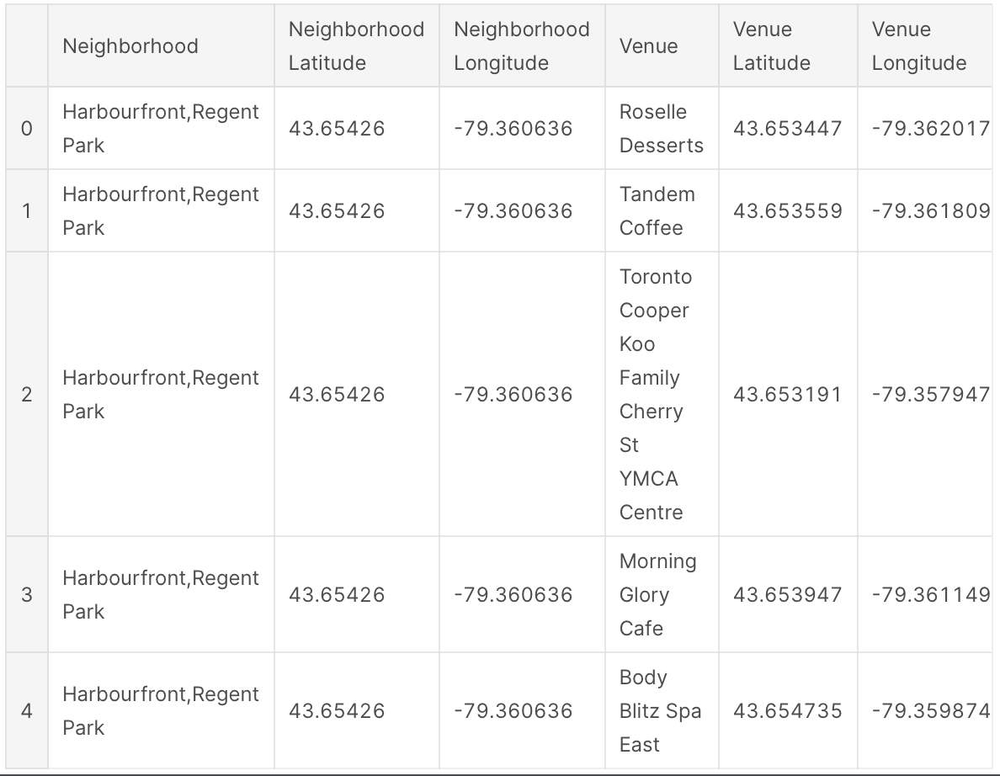 Neighborhood
Neighborhood Latitude
Neighborhood Longitude
Venue
Venue Latitude
Venue Longitude
0
Harbourfront,Regent
Park
43.65426
-79.360636
Roselle
Desserts
43.653447
-79.362017
1
Harbourfront,Regent
Park
43.65426
-79.360636
Tandem
Coffee
43.653559
-79.361809
2
Harbourfront,Regent
Park
43.65426
-79.360636
Toronto
Cooper
Koo
Family
Cherry
St
YMCA
Centre
43.653191
-79.357947
3
Harbourfront,Regent
Park
43.65426
-79.360636
Morning
Glory
Cafe
43.653947
-79.361149
4
Harbourfront,Regent
Park
43.65426
-79.360636
Body
Blitz Spa
East
43.654735
-79.359874